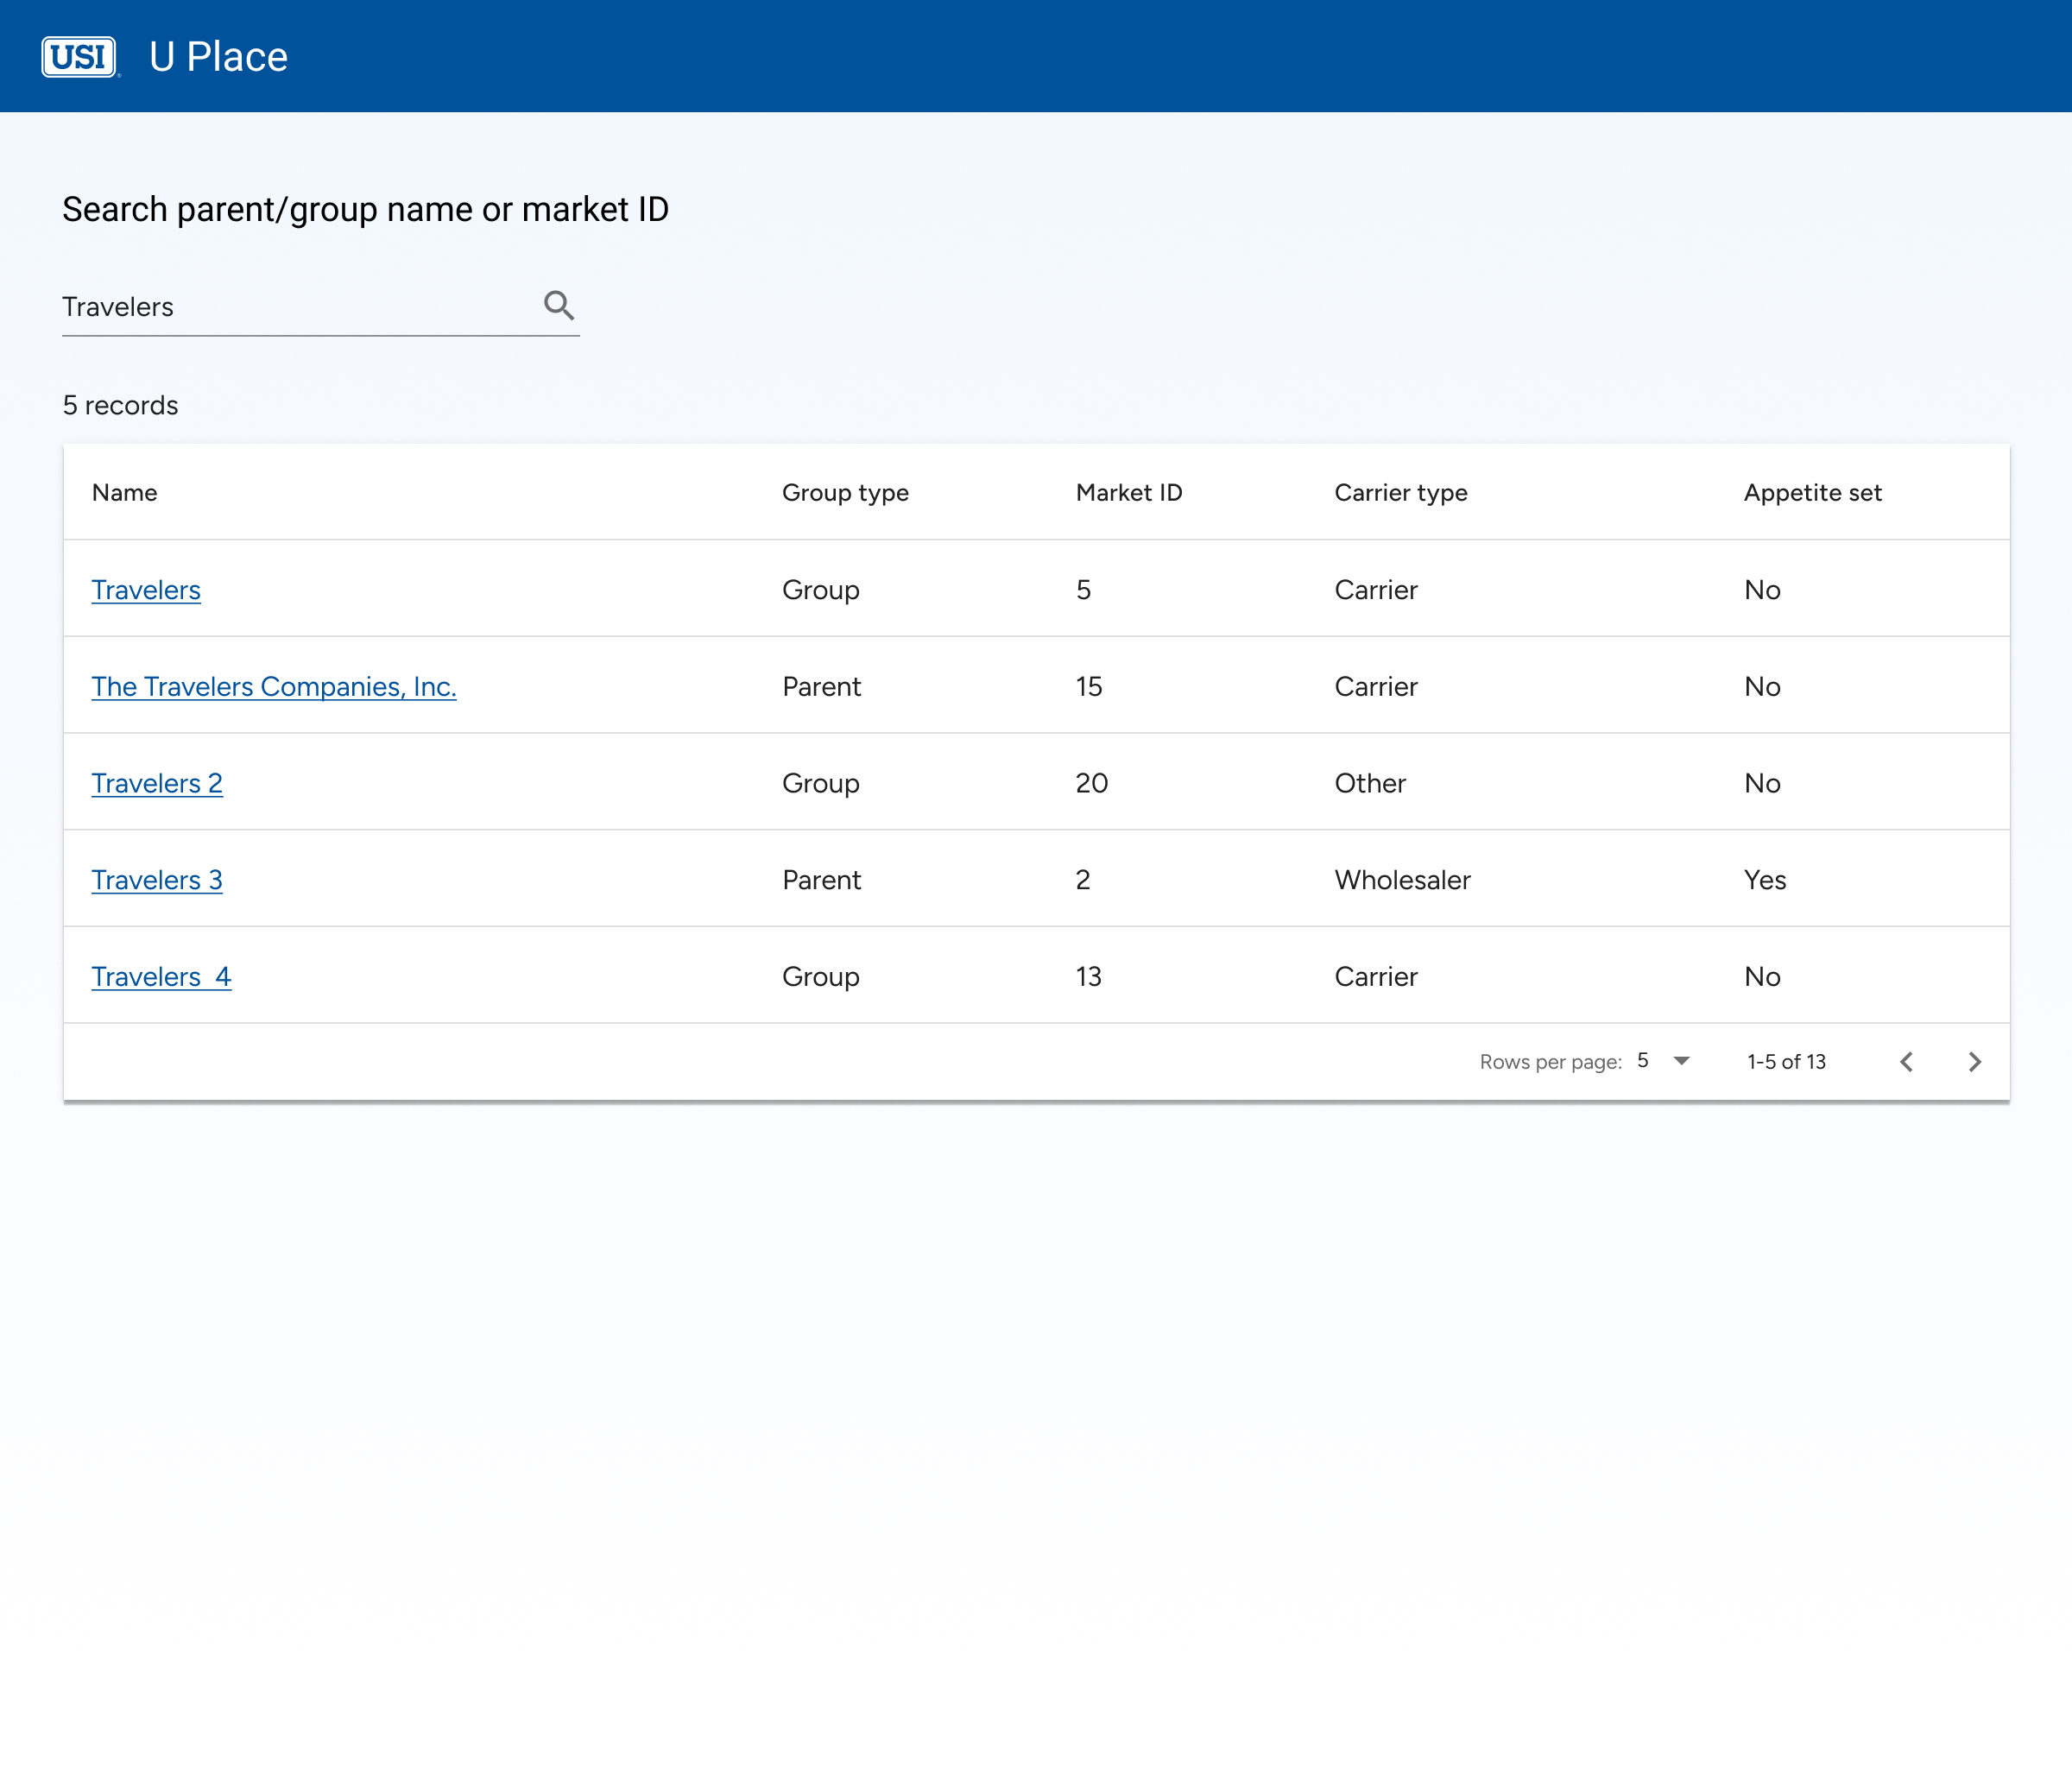 USI U Place
Search parent/group name or market ID
Travelers
5 records
Name Group type Market ID Carrier type Appetite set
Travelers Group 5 Carrier No
The Travelers Companies, Inc. Parent 15 Carrier No
Travelers 2 Group 20 Other No
Travelers 3 Parent 2 Wholesaler Yes
Travelers  4 Group 13 Carrier No
Rows per page: 5 1-5 of 13